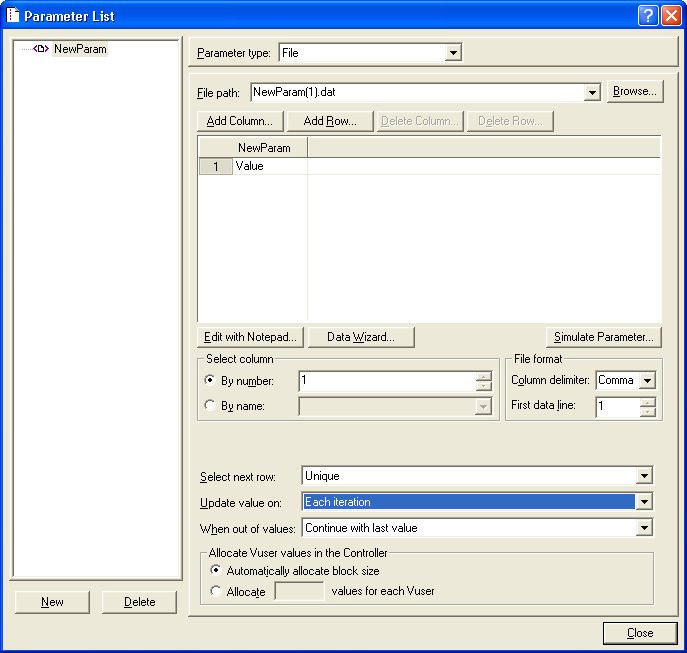 Parameter List
NewParam
Parameter type: File
File path: NewParam(1).dat Browse...
Add Column... Add Row... Delete Column... Delete Row...
NewParam
1 Value
Edit with Notepad... Data Wizard... Simulate Parameter...
Select column File format
By number: 1 Column delimiter: Comma
By name: First data line: 1
Select next row: Unique
Update value on: Each iteration
When out of values: Continue with last value
Allocate Vuser values in the Controller
Automatically allocate block size
Allocate values for each Vuser
New Delete
Close